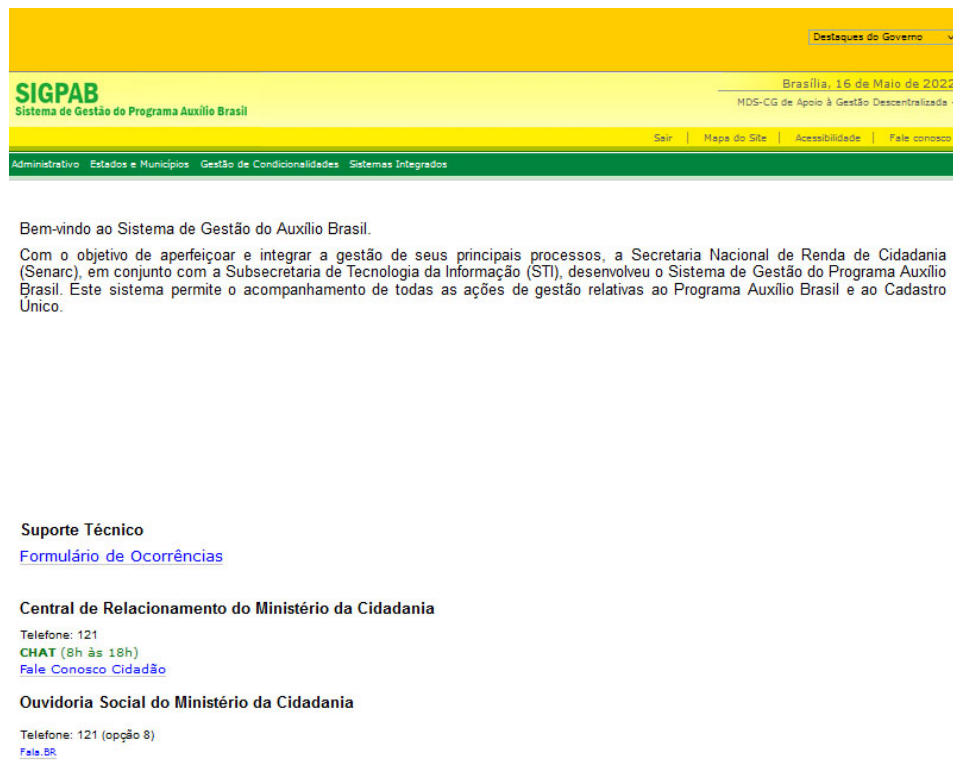 Destaques do Governo
SIGPAB
Sistema de Gestão do Programa Auxílio Brasil
Brasília, 16 de Maio de 2022
MDS-CG de Apoio à Gestão Descentralizada -
Sair | Mapa do Site | Acessibilidade | Fale conosco
Administrativo Estados e Municípios Gestão de Condicionalidades Sistemas Integrados
Bem-vindo ao Sistema de Gestão do Auxílio Brasil.
Com o objetivo de aperfeiçoar e integrar a gestão de seus principais processos, a Secretaria Nacional de Renda de Cidadania
(Senarc), em conjunto com a Subsecretaria de Tecnologia da Informação (STI), desenvolveu o Sistema de Gestão do Programa Auxílio
Brasil. Este sistema permite o acompanhamento de todas as ações de gestão relativas ao Programa Auxílio Brasil e ao Cadastro
Único.
Suporte Técnico
Formulário de Ocorrências
Central de Relacionamento do Ministério da Cidadania
Telefone: 121
CHAT (8h às 18h)
Fale Conosco Cidadão
Ouvidoria Social do Ministério da Cidadania
Telefone: 121 (opção 8)
Fala.BR